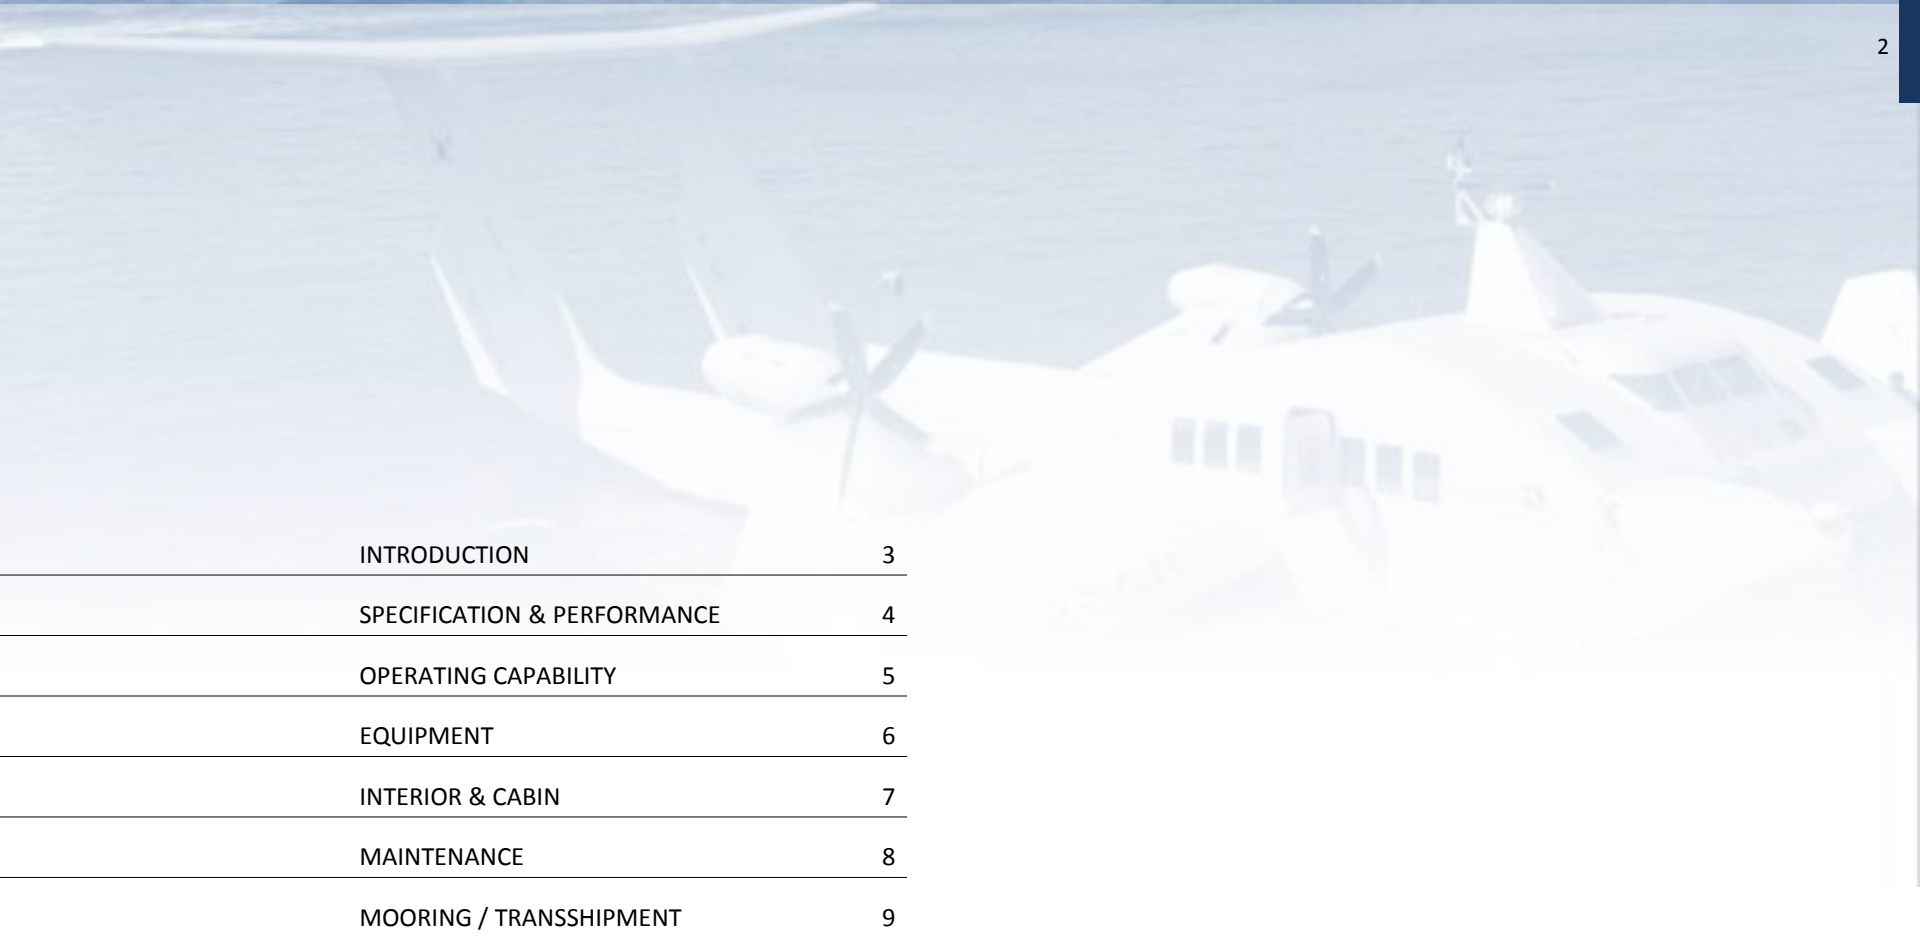 2
INTRODUCTION 3
SPECIFICATION & PERFORMANCE 4
OPERATING CAPABILITY 5
EQUIPMENT 6
INTERIOR & CABIN 7
MAINTENANCE 8
MOORING / TRANSSHIPMENT 9